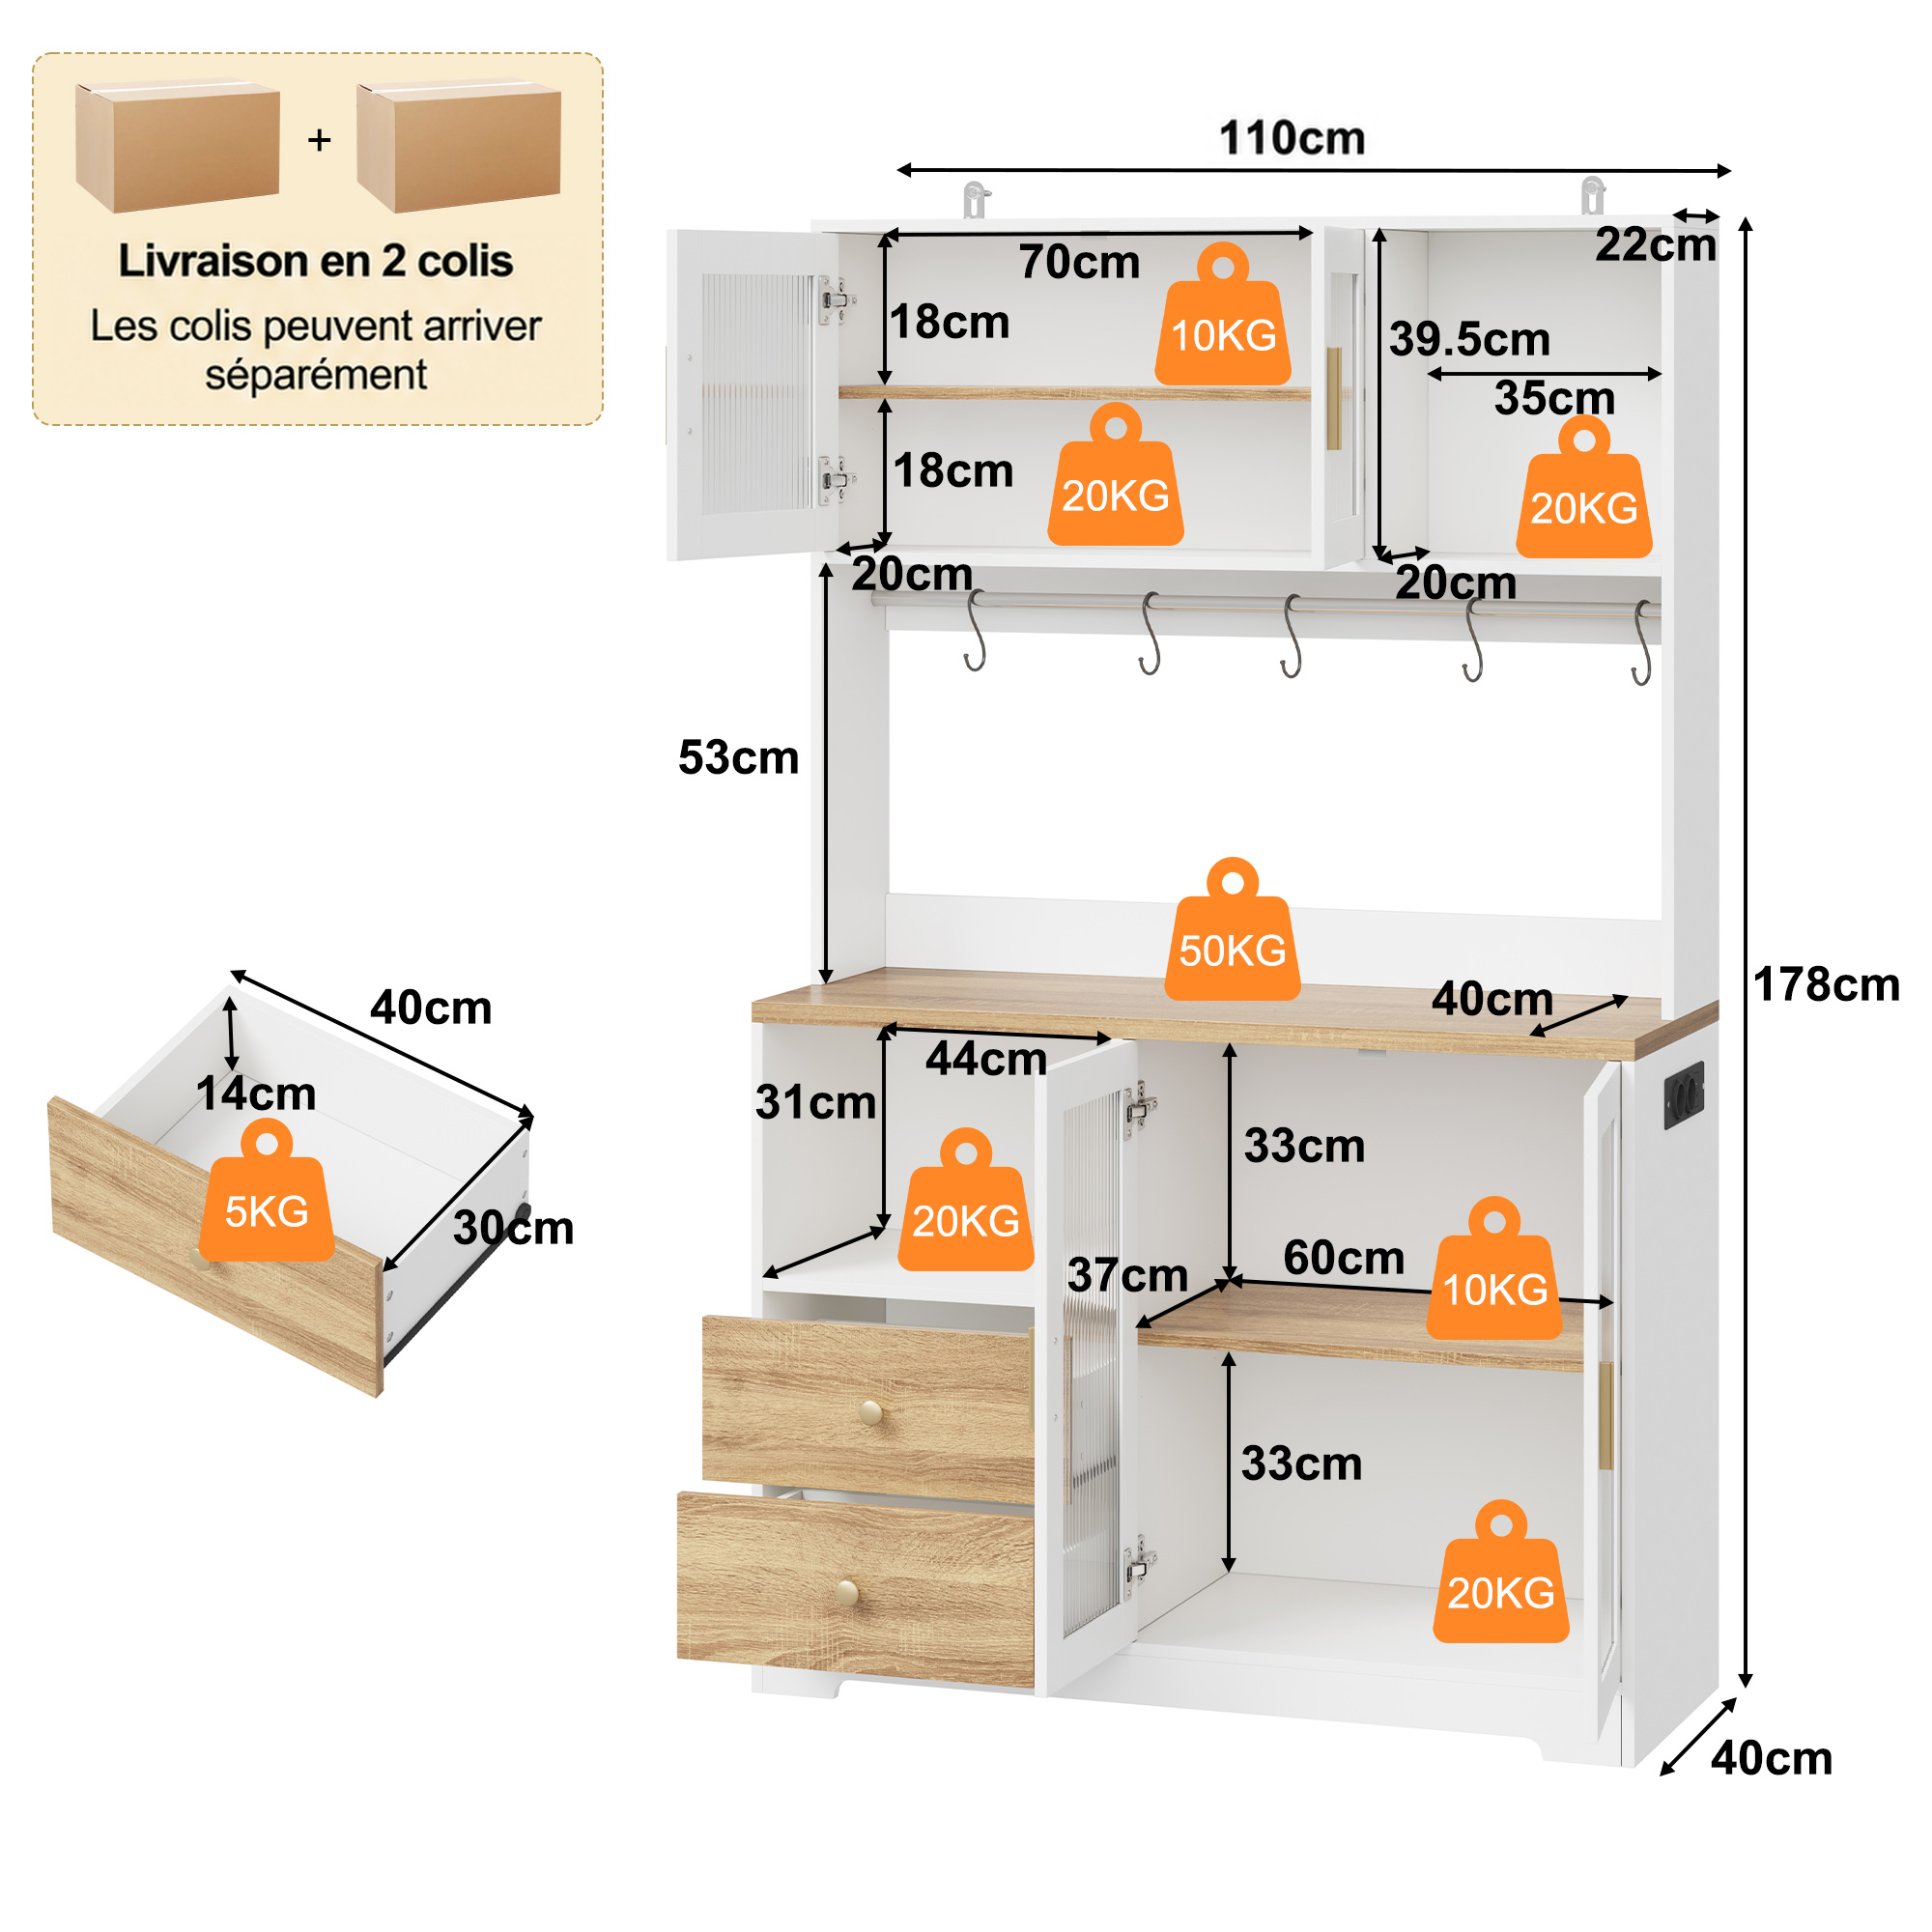 +
Livraison en 2 colis
Les colis peuvent arriver
séparément
110cm
22cm
70cm
10KG
18cm
39.5cm
35cm
18cm
20KG
20KG
20cm
20cm
53cm
50KG
178cm
40cm
40cm
14cm
5KG
30cm
44cm
31cm
20KG
33cm
37cm
60cm
10KG
33cm
20KG
40cm